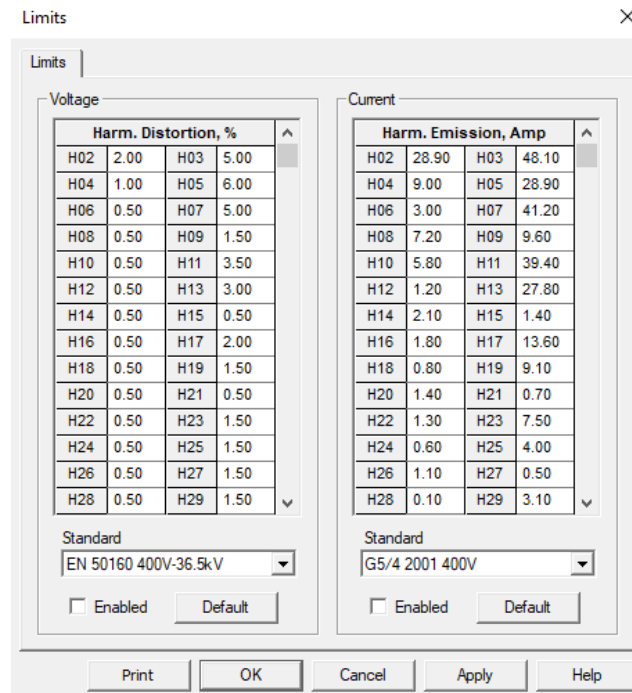 Limits
Limits
Voltage
Harm. Distortion, %
H02 2.00 H03 5.00
H04 1.00 H05 6.00
H06 0.50 H07 5.00
H08 0.50 H09 1.50
H10 0.50 H11 3.50
H12 0.50 H13 3.00
H14 0.50 H15 0.50
H16 0.50 H17 2.00
H18 0.50 H19 1.50
H20 0.50 H21 0.50
H22 0.50 H23 1.50
H24 0.50 H25 1.50
H26 0.50 H27 1.50
H28 0.50 H29 1.50
Standard
EN 50160 400V-36.5kV
Enabled
Default
Current
Harm. Emission, Amp
H02 28.90 H03 48.10
H04 9.00 H05 28.90
H06 3.00 H07 41.20
H08 7.20 H09 9.60
H10 5.80 H11 39.40
H12 1.20 H13 27.80
H14 2.10 H15 1.40
H16 1.80 H17 13.60
H18 0.80 H19 9.10
H20 1.40 H21 0.70
H22 1.30 H23 7.50
H24 0.60 H25 4.00
H26 1.10 H27 0.50
H28 0.10 H29 3.10
Standard
G5/4 2001 400V
Enabled
Default
Print
OK
Cancel
Apply
Help